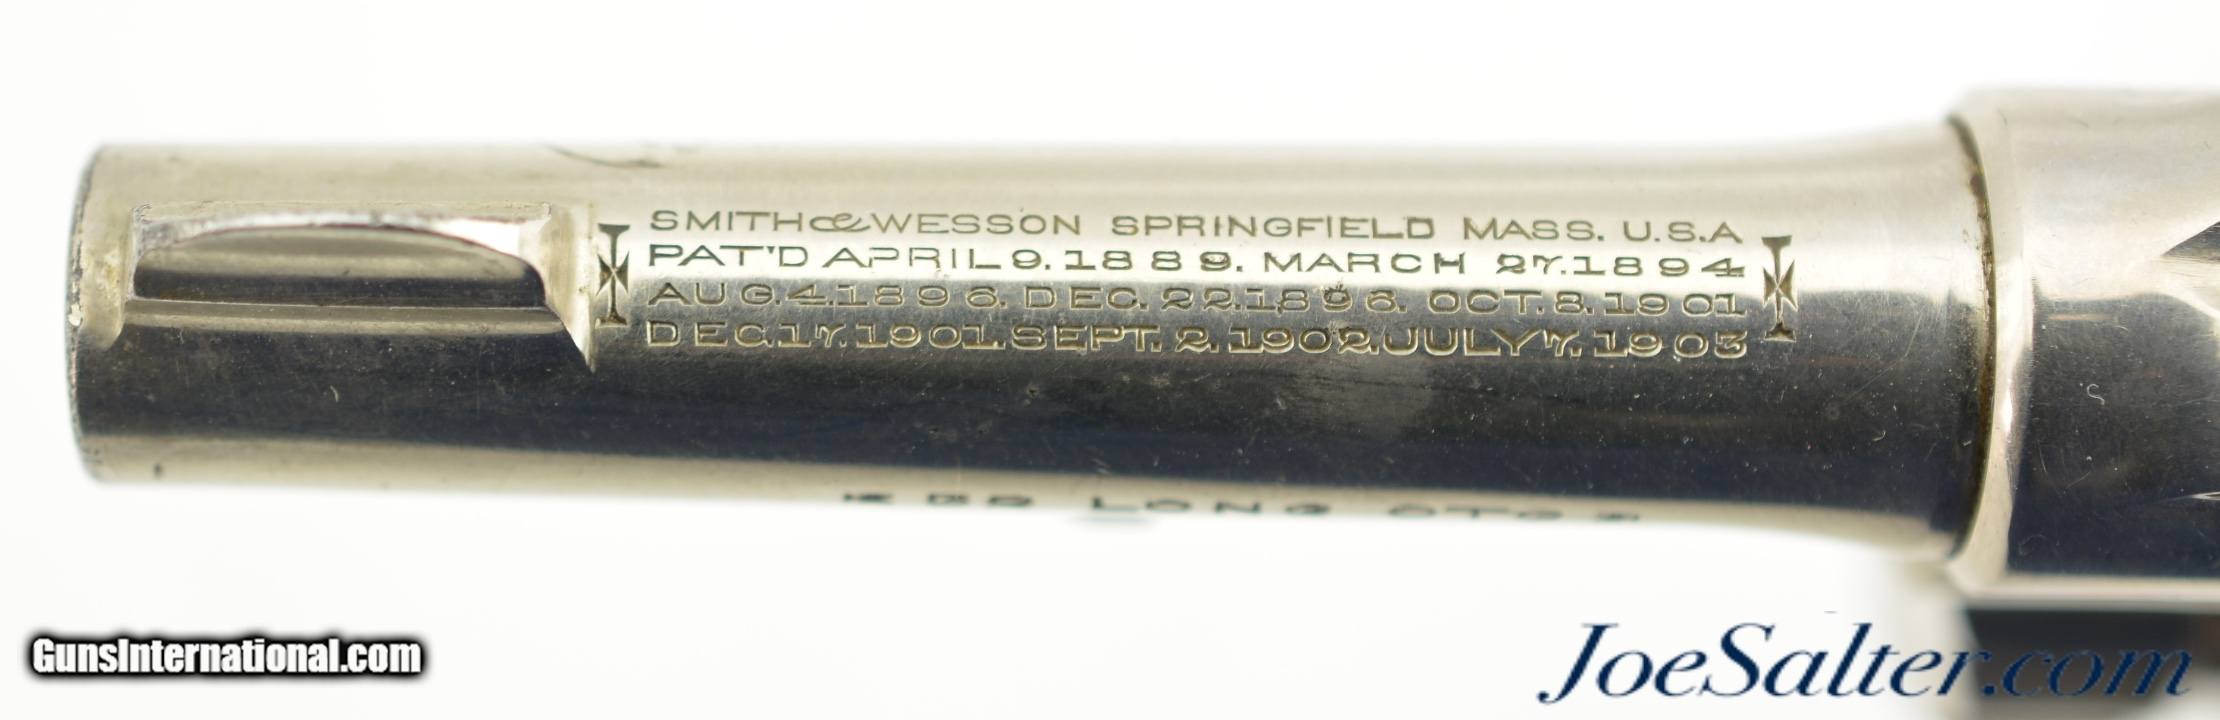 SMITH & WESSON SPRINGFIELD MASS. U.S.A
PAT'D APRIL 9. 1889. MARCH 27. 1894
AUG. 4. 1896. DEC. 22. 1896. OCT. 8. 1901
DEC. 17. 1901. SEPT. 2. 1902. JULY 7. 1903
LONG
GunsInternational.com
JoeSalter.com